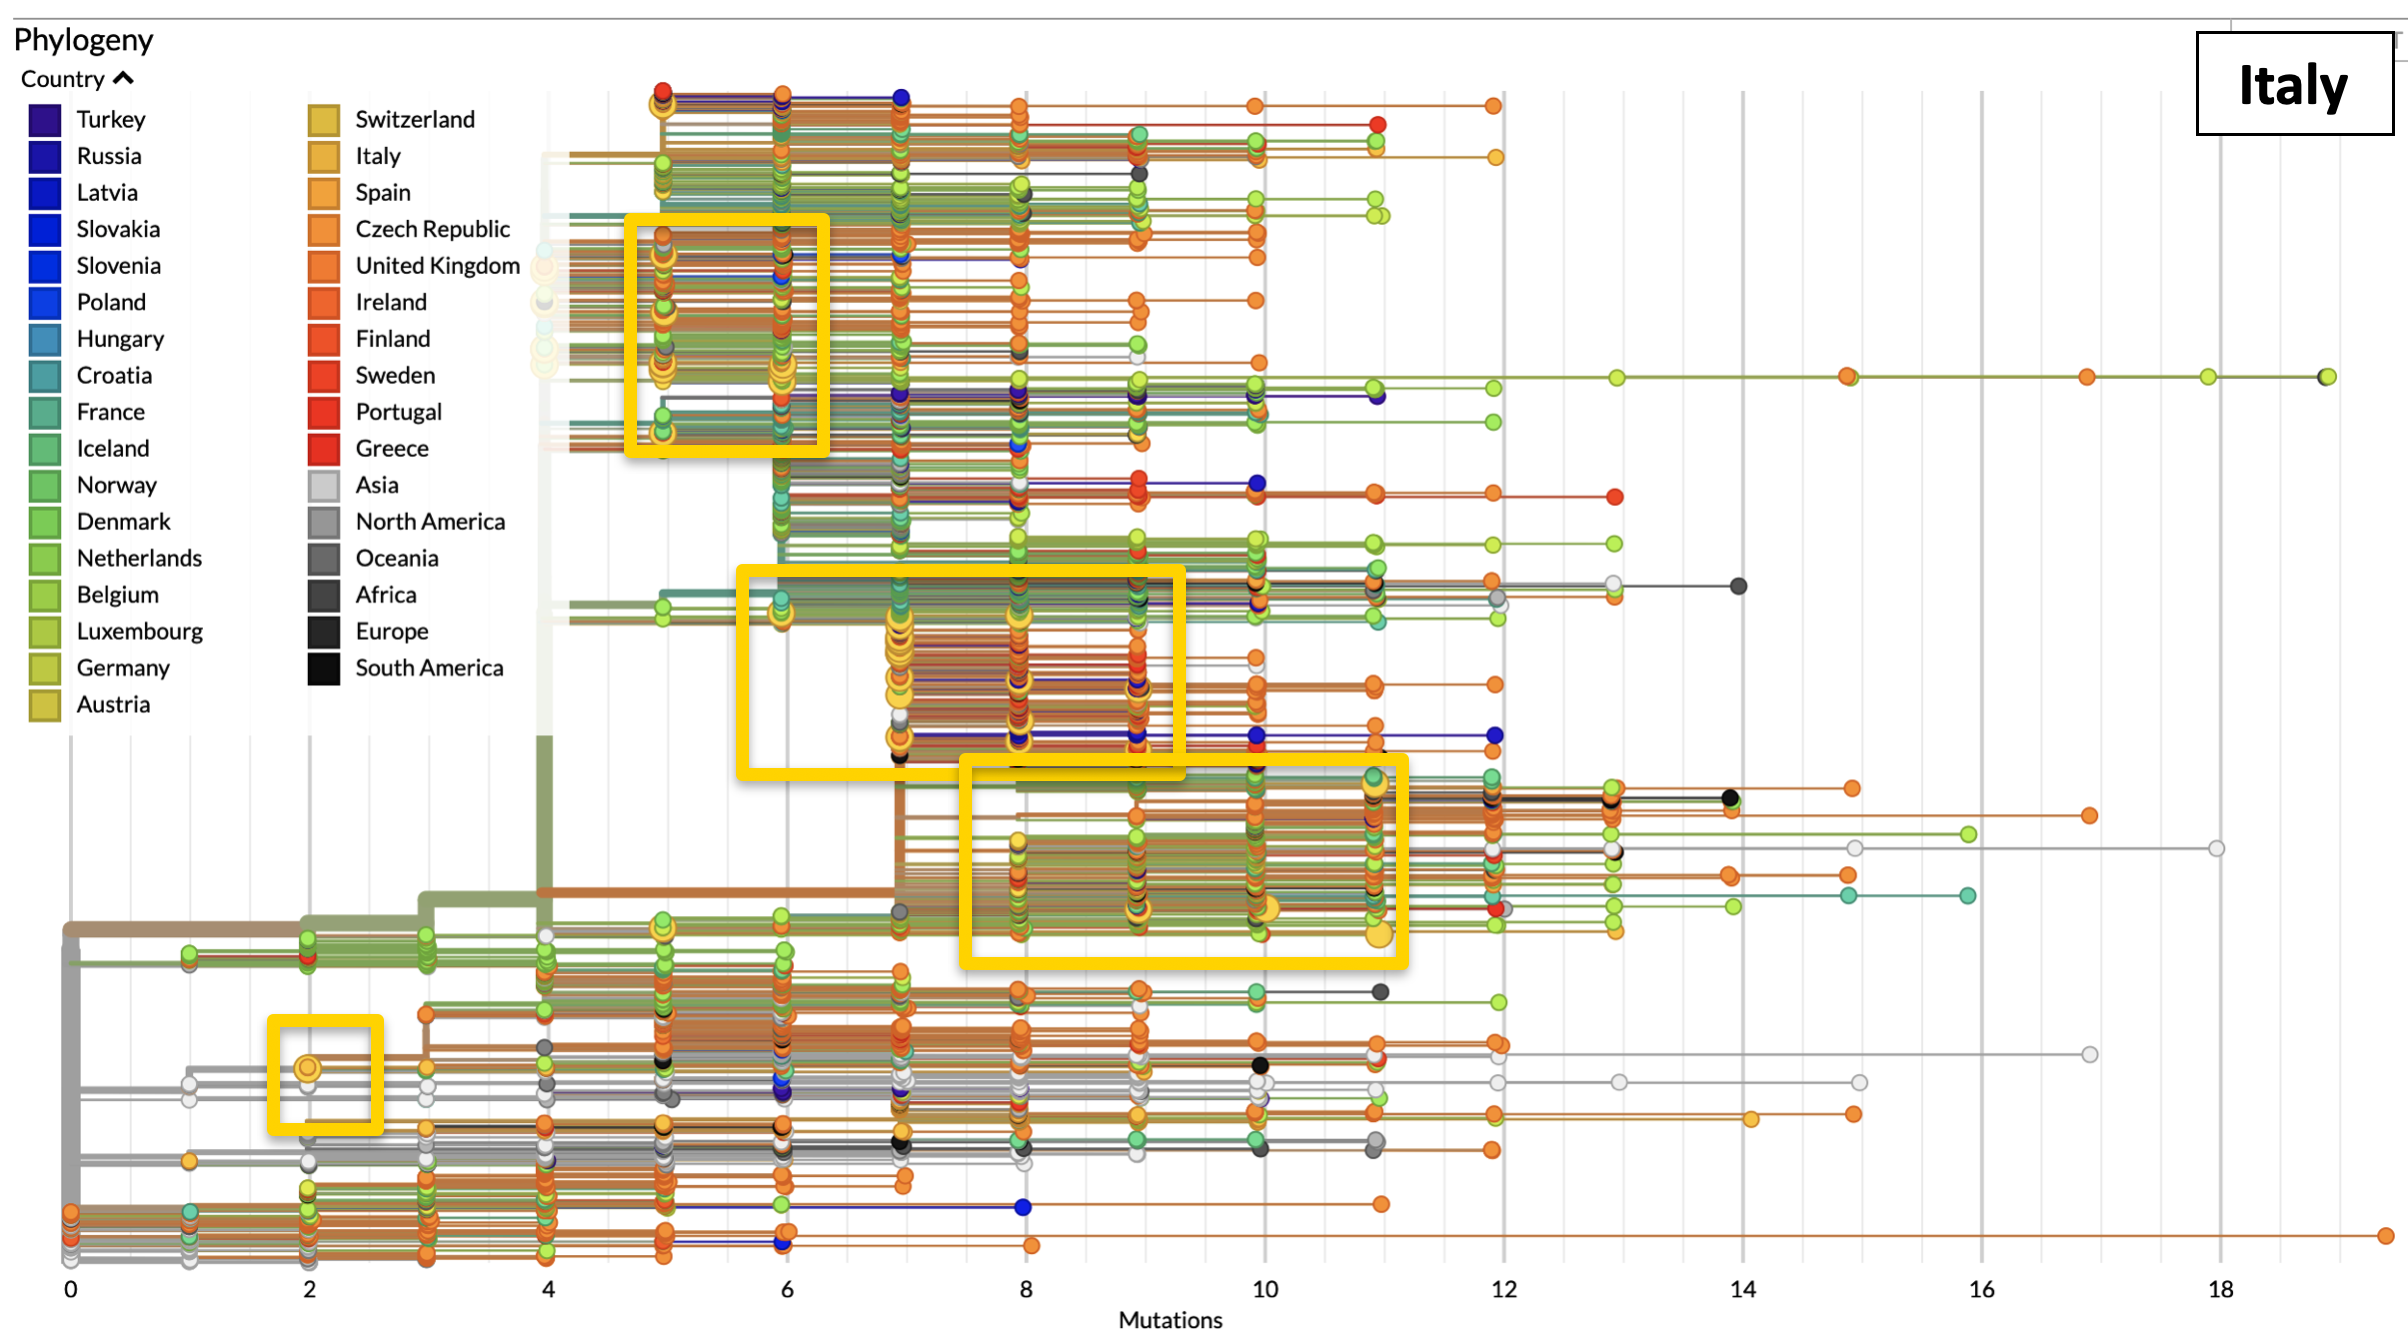 Phylogeny
Italy
Country
Turkey
Russia
Latvia
Slovakia
Slovenia
Poland
Hungary
Croatia
France
Iceland
Norway
Denmark
Netherlands
Belgium
Luxembourg
Germany
Austria
Switzerland
Italy
Spain
Czech Republic
United Kingdom
Ireland
Finland
Sweden
Portugal
Greece
Asia
North America
Oceania
Africa
Europe
South America
0 2 4 6 8 10 12 14 16 18
Mutations